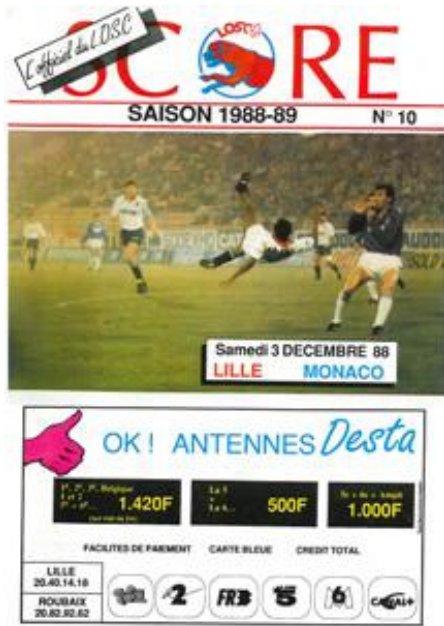 L'officiel du L.O.S.C
SCORE
LOSC
SAISON 1988-89 N° 10
Samedi 3 DECEMBRE 88
LILLE MONACO
OK ! ANTENNES Desta
1.420F
500F
1.000F
FACILITES DE PAIEMENT CARTE BLEUE CREDIT TOTAL
LILLE
20.40.14.18
ROUBAIX
20.82.92.62
2 FR3 5 6 CANAL+